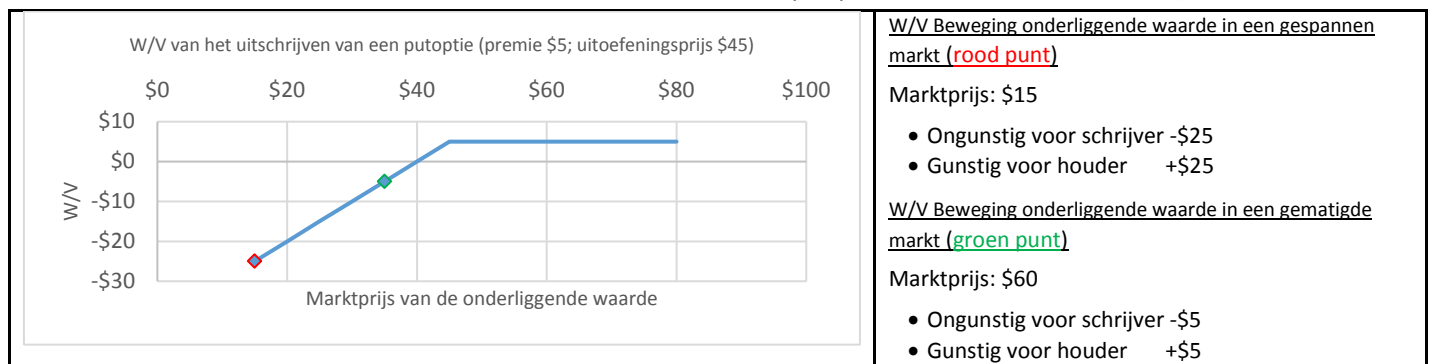 W/V van het uitschrijven van een putoptie (premie $5; uitoefeningsprijs $45)
$0 $20 $40 $60 $80 $100
$10
$0
-$10
-$20
-$30
W/V
Marktprijs van de onderliggende waarde
W/V Beweging onderliggende waarde in een gespannen
markt (rood punt)
Marktprijs: $15
• Ongunstig voor schrijver -$25
• Gunstig voor houder +$25
W/V Beweging onderliggende waarde in een gematigde
markt (groen punt)
Marktprijs: $60
• Ongunstig voor schrijver -$5
• Gunstig voor houder +$5